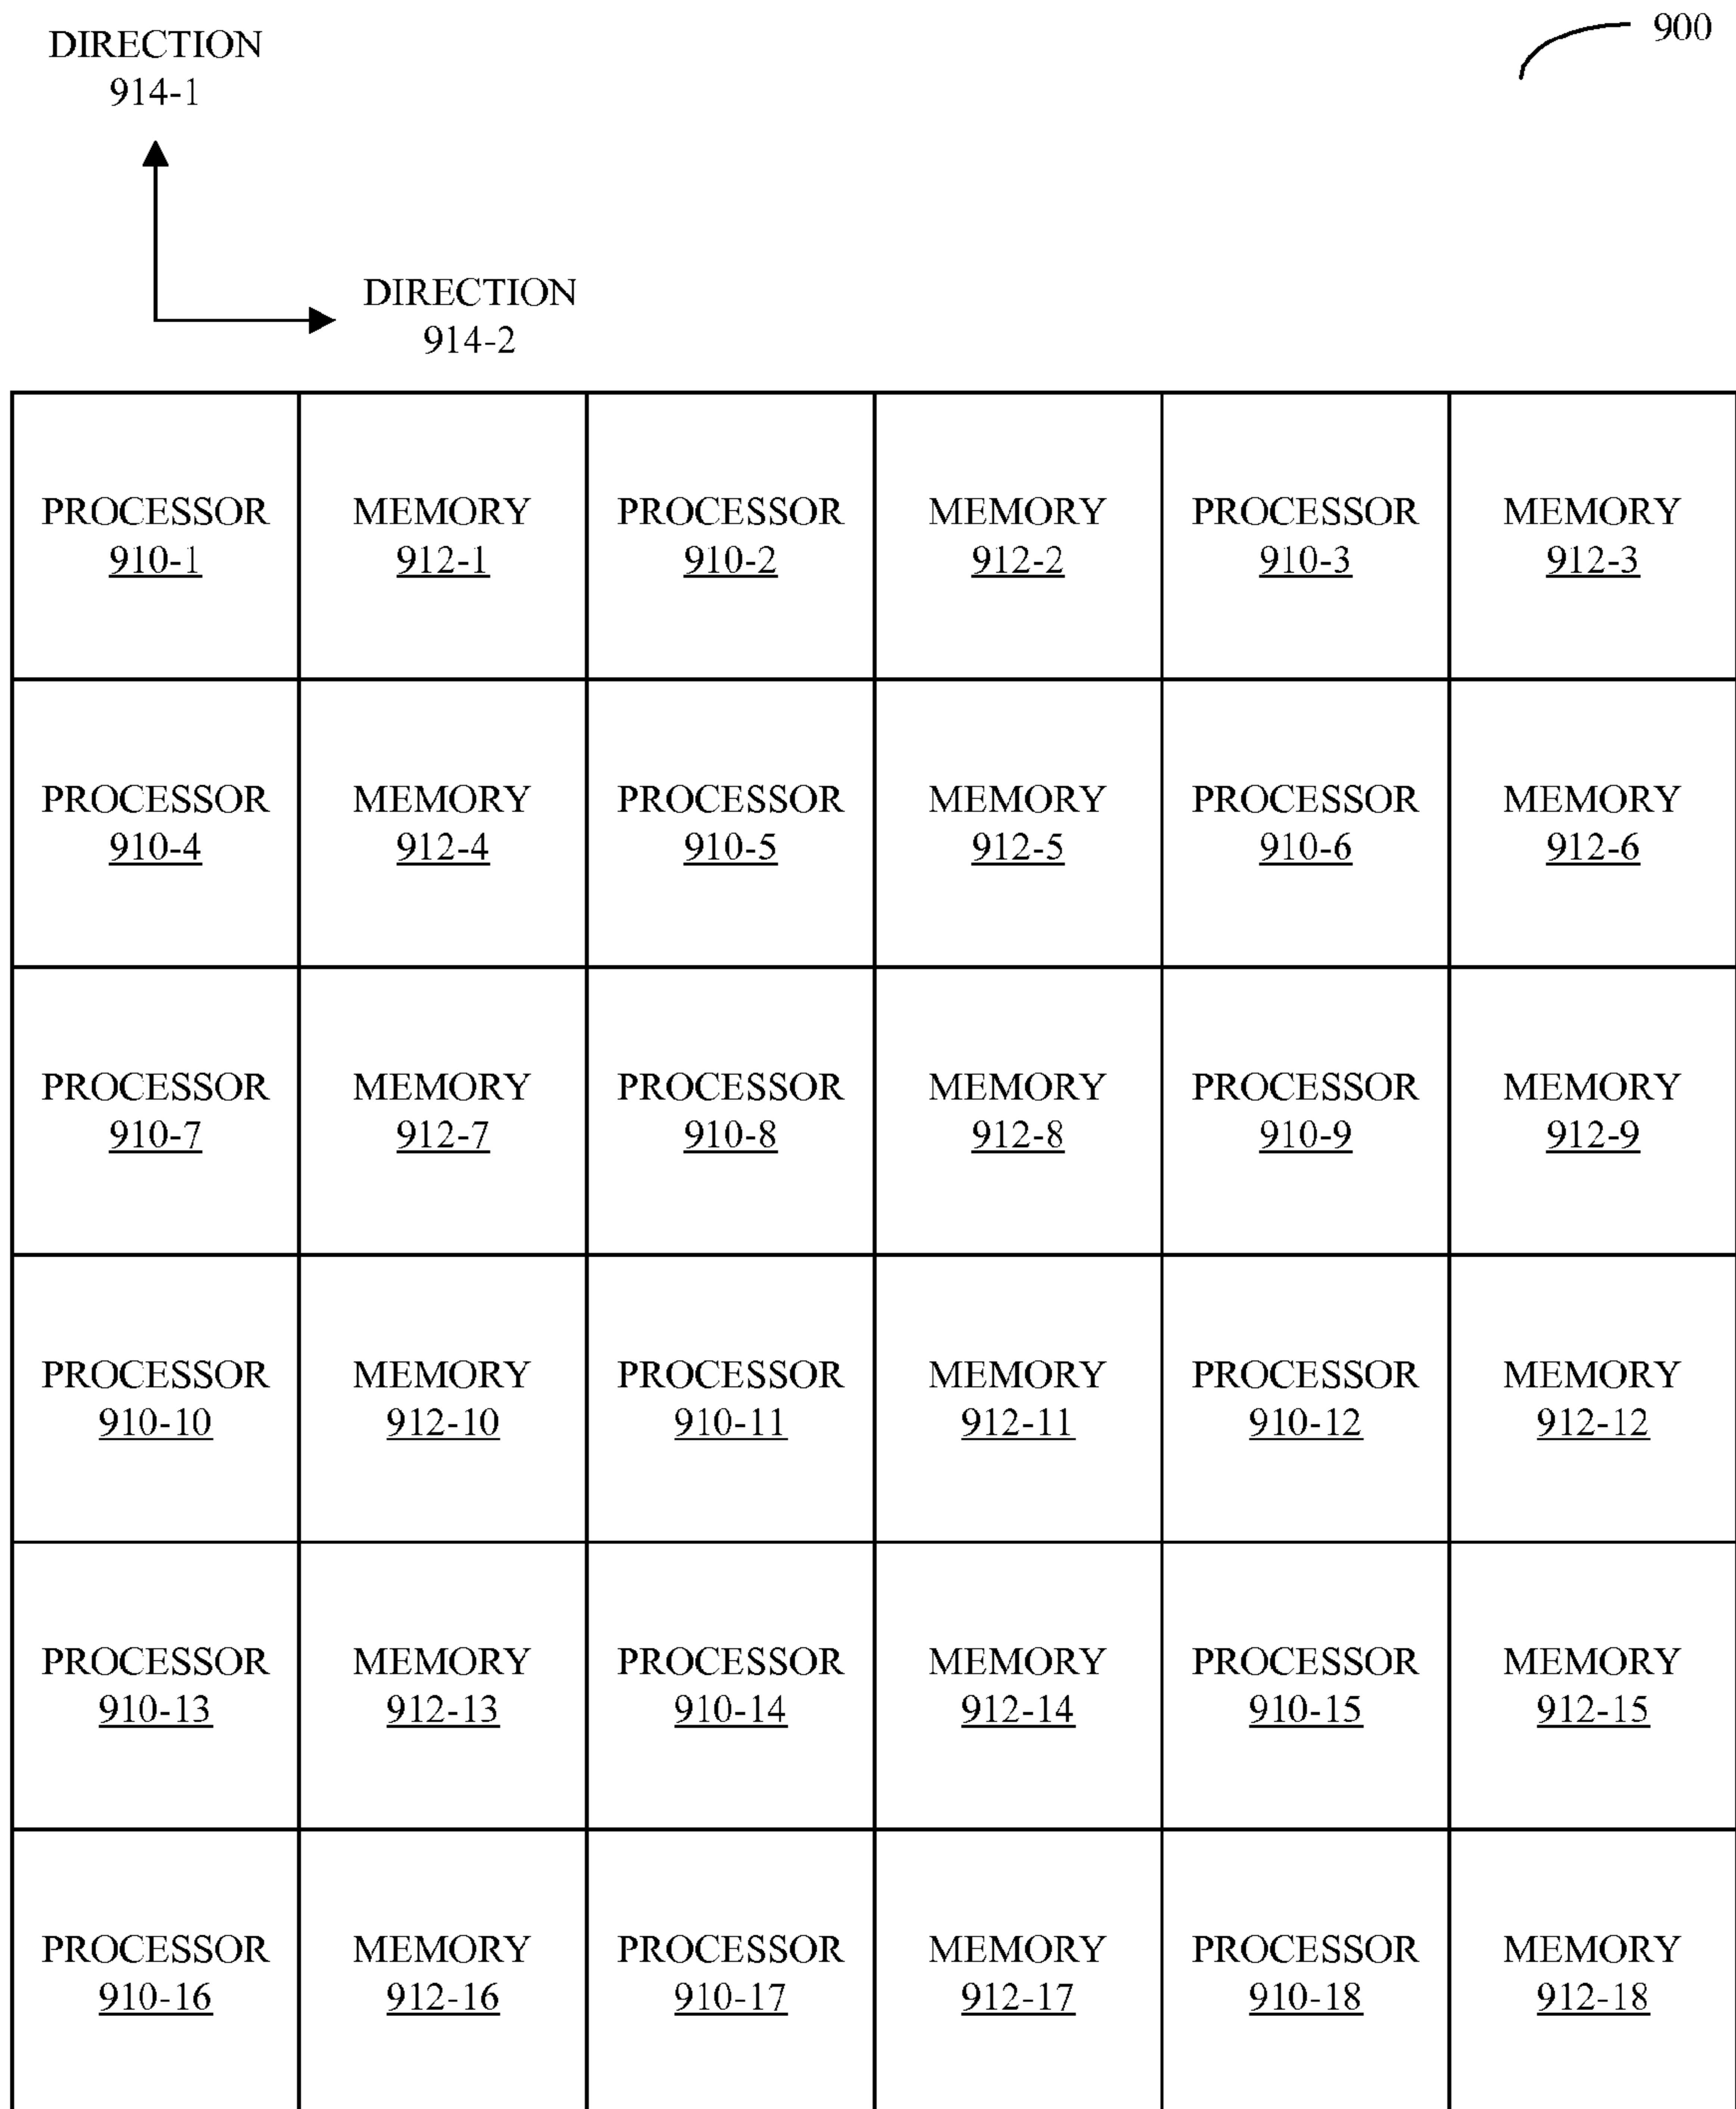 900
DIRECTION
914-1
DIRECTION
914-2
PROCESSOR MEMORY PROCESSOR MEMORY PROCESSOR MEMORY
910-1 912-1 910-2 912-2 910-3 912-3
PROCESSOR MEMORY PROCESSOR MEMORY PROCESSOR MEMORY
910-4 912-4 910-5 912-5 910-6 912-6
PROCESSOR MEMORY PROCESSOR MEMORY PROCESSOR MEMORY
910-7 912-7 910-8 912-8 910-9 912-9
PROCESSOR MEMORY PROCESSOR MEMORY PROCESSOR MEMORY
910-10 912-10 910-11 912-11 910-12 912-12
PROCESSOR MEMORY PROCESSOR MEMORY PROCESSOR MEMORY
910-13 912-13 910-14 912-14 910-15 912-15
PROCESSOR MEMORY PROCESSOR MEMORY PROCESSOR MEMORY
910-16 912-16 910-17 912-17 910-18 912-18